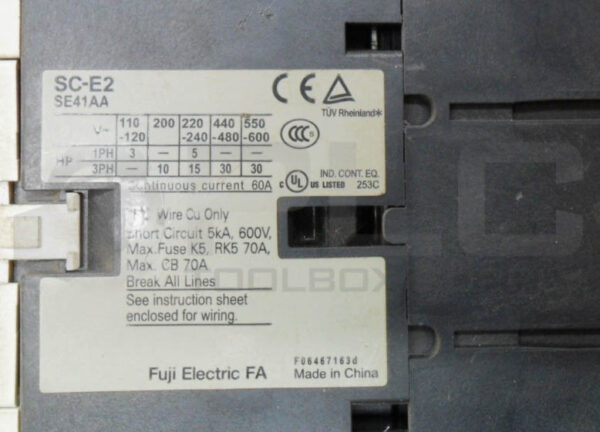 SC-E2
SE41AA
CE
TÜV Rheinland
V~ 110-120 200 220-240 440-480 550-600
HP 1PH 3 — 5 — —
3PH — 10 15 30 30
Continuous current 60A
CCC S
C UL US LISTED
IND. CONT. EQ.
253C
Wire Cu Only
Short Circuit 5kA, 600V,
Max. Fuse K5, RK5 70A,
Max. CB 70A
Break All Lines
See instruction sheet
enclosed for wiring.
Fuji Electric FA
F06467163d
Made in China
TOOLBOX